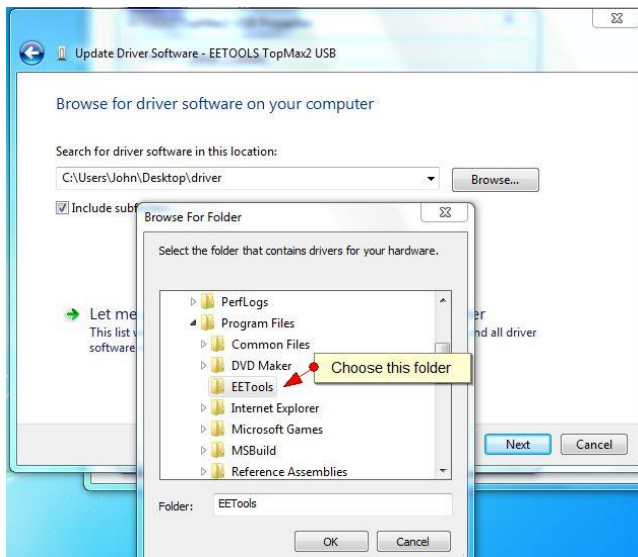 Update Driver Software - EETOOLS TopMax2 USB
Browse for driver software on your computer
Search for driver software in this location:
C:\Users\John\Desktop\driver
Browse...
Include subf
Browse For Folder
Select the folder that contains drivers for your hardware.
PerfLogs
Program Files
Common Files
DVD Maker
EETools
Choose this folder
Internet Explorer
Microsoft Games
MSBuild
Reference Assemblies
Folder:
EETools
OK
Cancel
Let me
er
This list
nd all driver
software
Next
Cancel